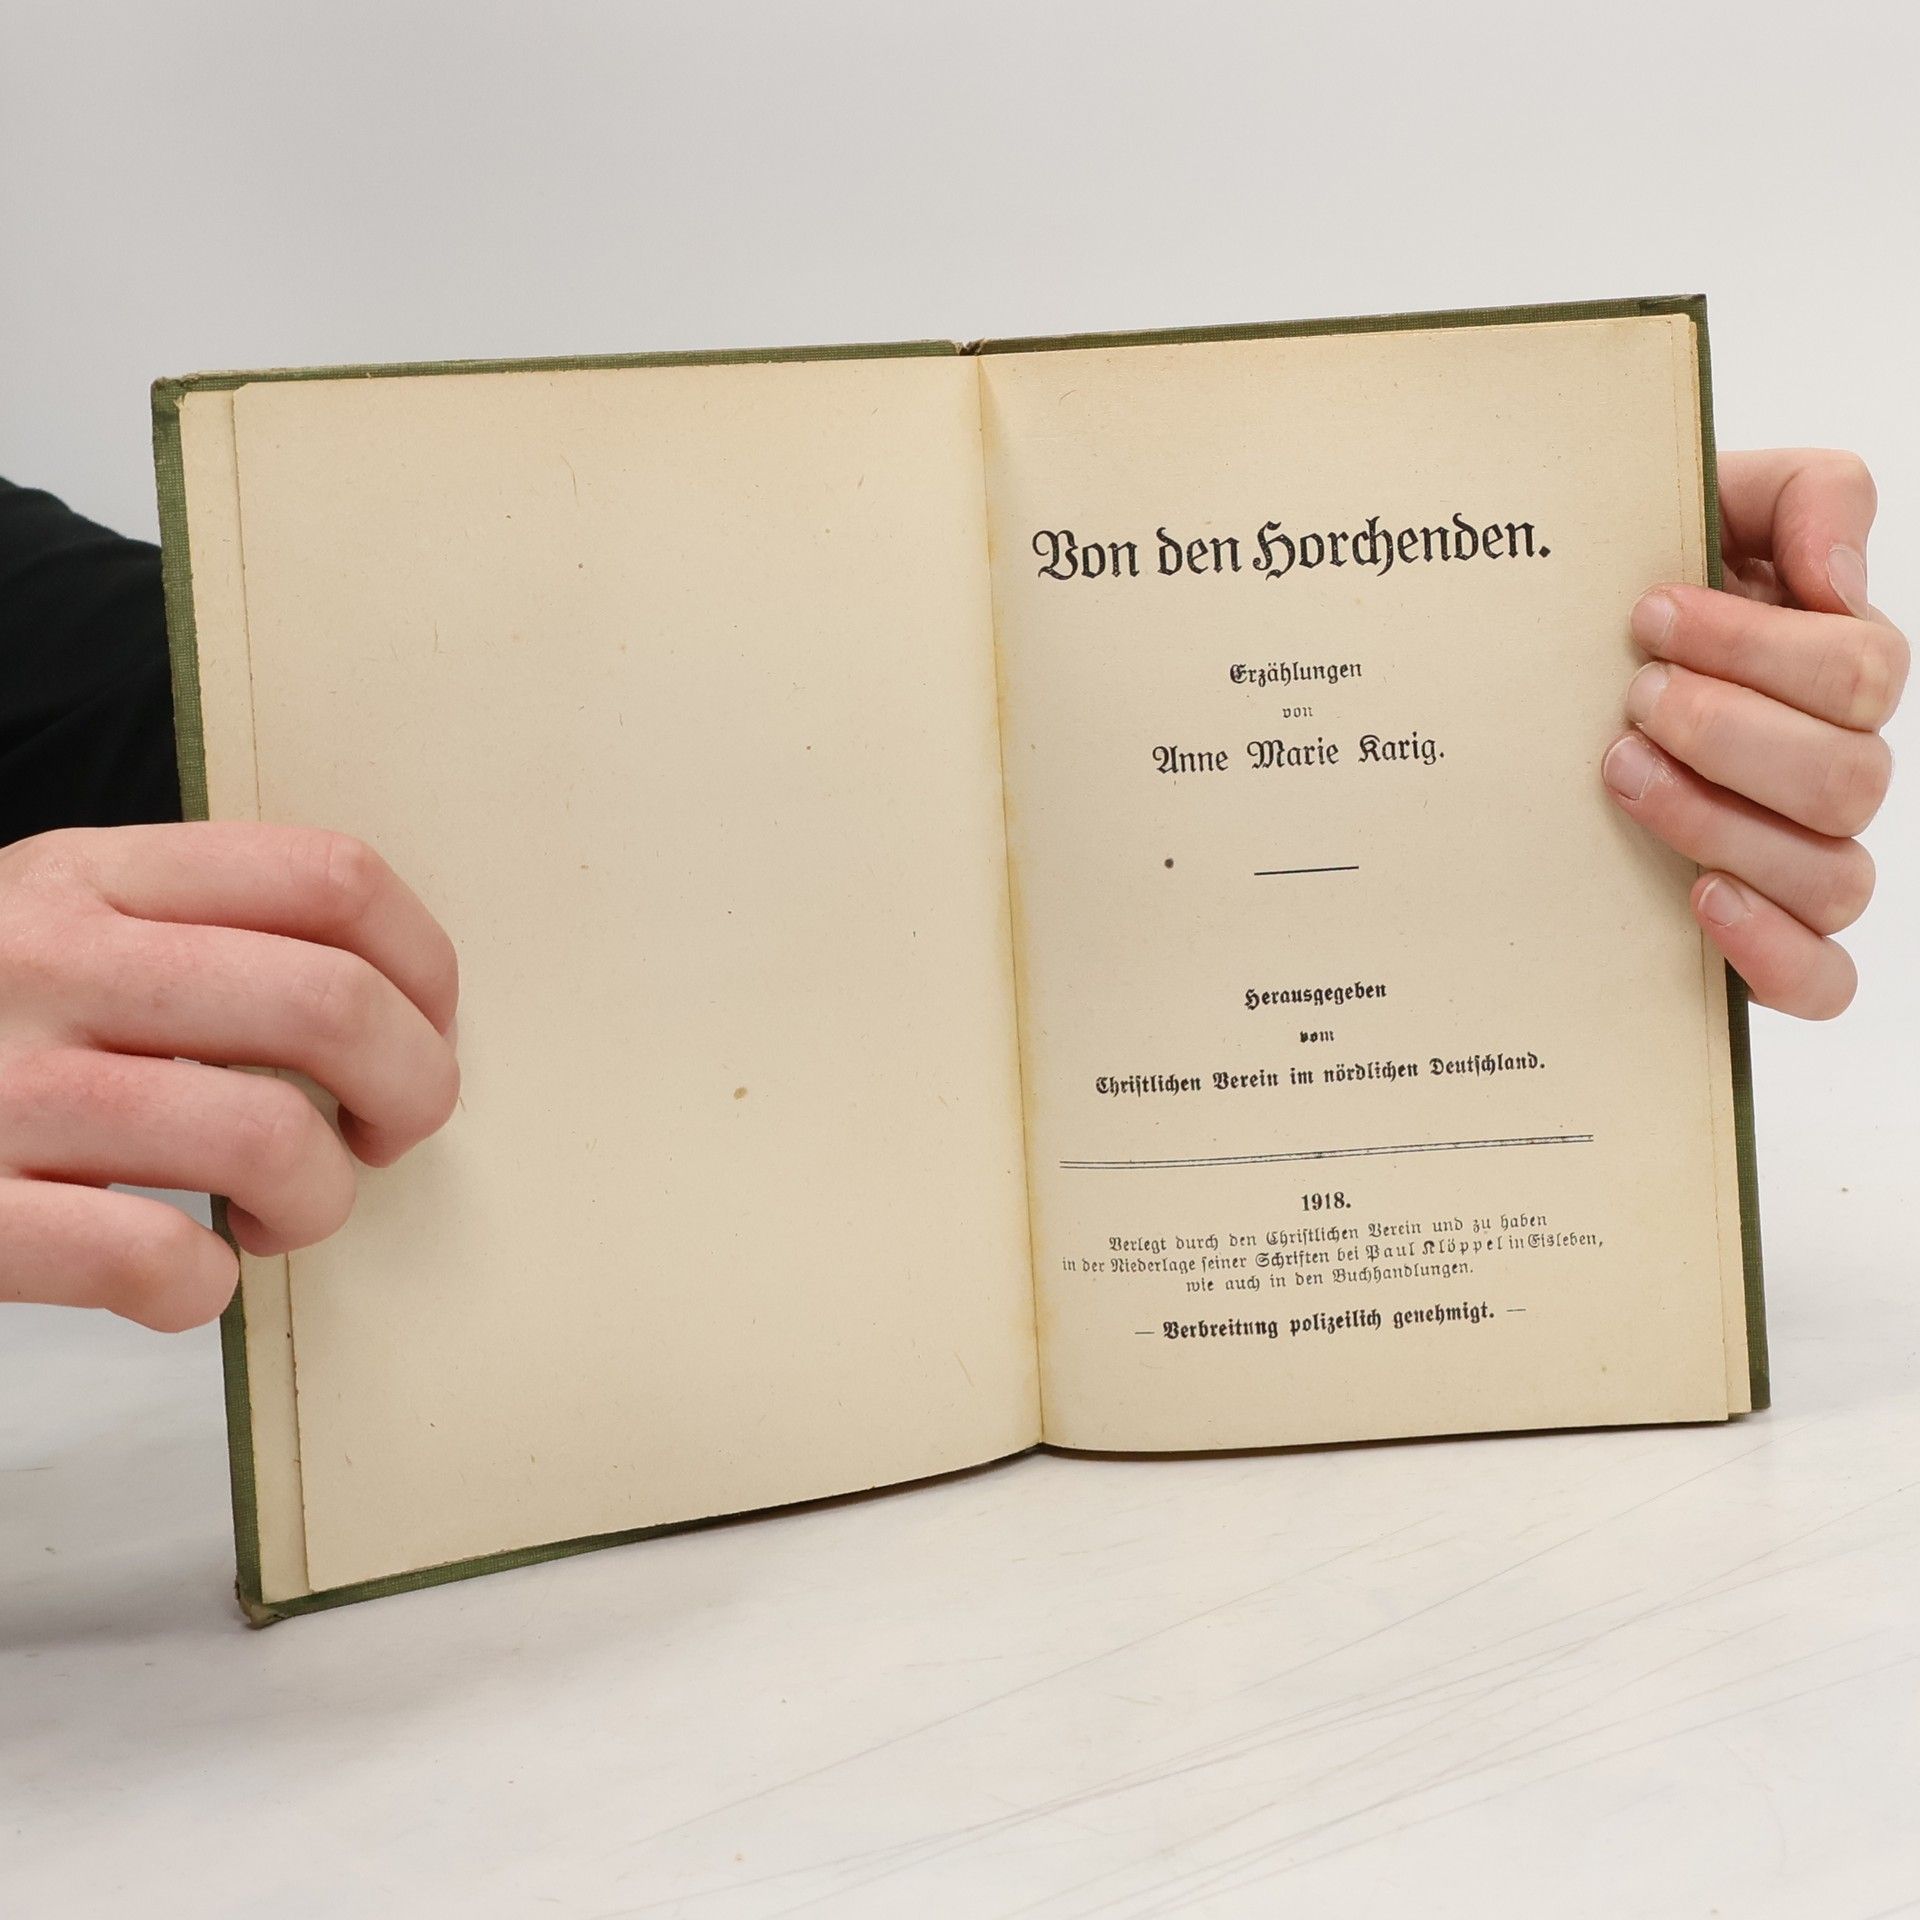 Von den Horchenden.
Erzählungen
von
Anne Marie Karig.
Herausgegeben
vom
Christlichen Verein im nördlichen Deutschland.
1918.
Verlegt durch den Christlichen Verein und zu haben
in der Niederlage seiner Schriften bei Paul Klöppel in Eisleben,
wie auch in den Buchhandlungen.
— Verbreitung polizeilich genehmigt. —